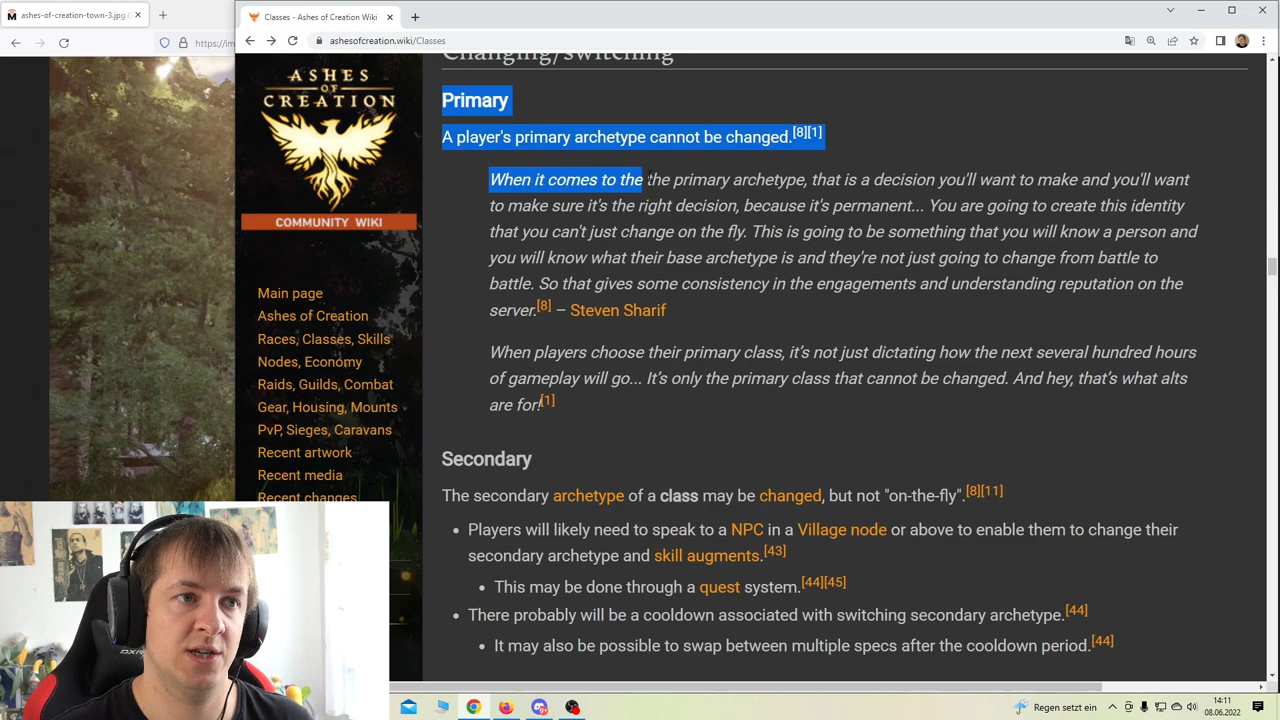 ashes-of-creation-town-3.jpg
Classes - Ashes of Creation Wiki
https://im
ashesofcreation.wiki/Classes
Changing/switching
ASHES
OF
CREATION
COMMUNITY WIKI
Main page
Ashes of Creation
Races, Classes, Skills
Nodes, Economy
Raids, Guilds, Combat
Gear, Housing, Mounts
PvP, Sieges, Caravans
Recent artwork
Recent media
Recent changes
Primary
A player's primary archetype cannot be changed.[8][1]
When it comes to the the primary archetype, that is a decision you'll want to make and you'll want
to make sure it's the right decision, because it's permanent... You are going to create this identity
that you can't just change on the fly. This is going to be something that you will know a person and
you will know what their base archetype is and they're not just going to change from battle to
battle. So that gives some consistency in the engagements and understanding reputation on the
server.[8] – Steven Sharif
When players choose their primary class, it's not just dictating how the next several hundred hours
of gameplay will go... It's only the primary class that cannot be changed. And hey, that's what alts
are for![1]
Secondary
The secondary archetype of a class may be changed, but not "on-the-fly".[8][11]
• Players will likely need to speak to a NPC in a Village node or above to enable them to change their
secondary archetype and skill augments.[43]
• This may be done through a quest system.[44][45]
• There probably will be a cooldown associated with switching secondary archetype.[44]
• It may also be possible to swap between multiple specs after the cooldown period.[44]
DXR
Regen setzt ein
14:11
08.06.2022